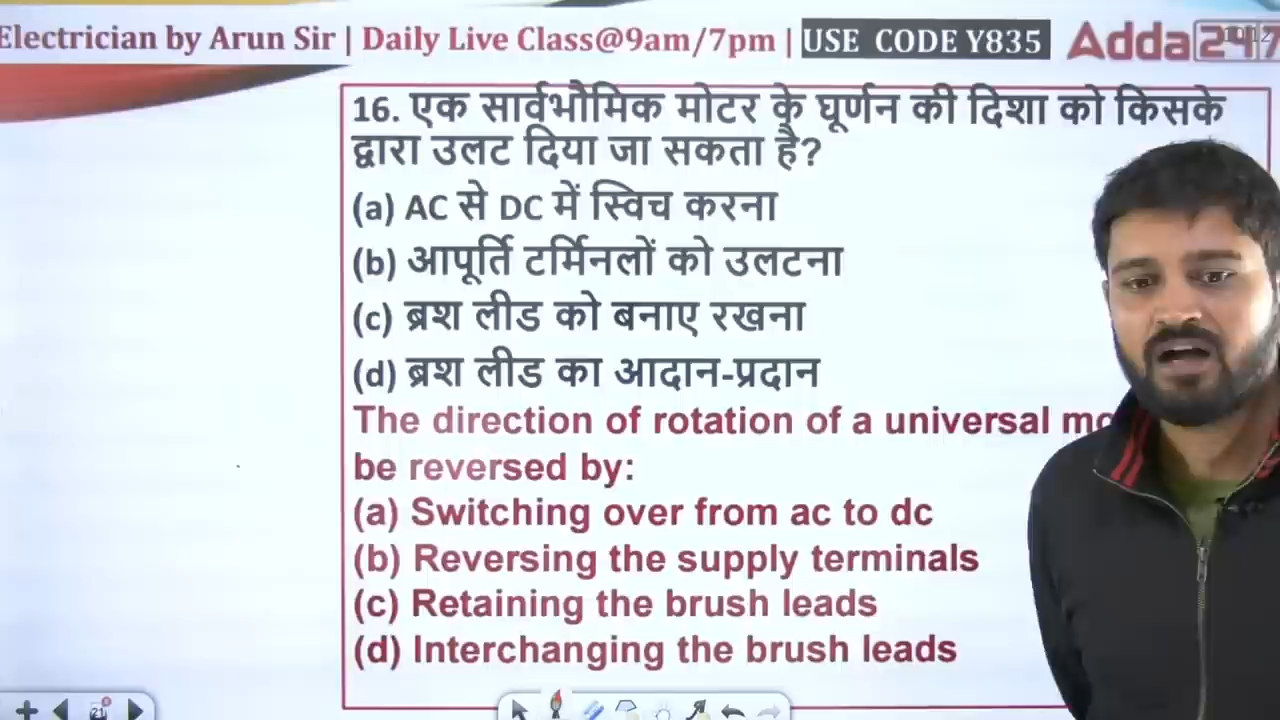 Electrician by Arun Sir | Daily Live Class@9am/7pm | USE CODE Y835 Adda247
16. एक सार्वभौमिक मोटर के घूर्णन की दिशा को किसके
द्वारा उलट दिया जा सकता है?
(a) AC से DC में स्विच करना
(b) आपूर्ति टर्मिनलों को उलटना
(c) ब्रश लीड को बनाए रखना
(d) ब्रश लीड का आदान-प्रदान
The direction of rotation of a universal
be reversed by:
(a) Switching over from ac to dc
(b) Reversing the supply terminals
(c) Retaining the brush leads
(d) Interchanging the brush leads
21